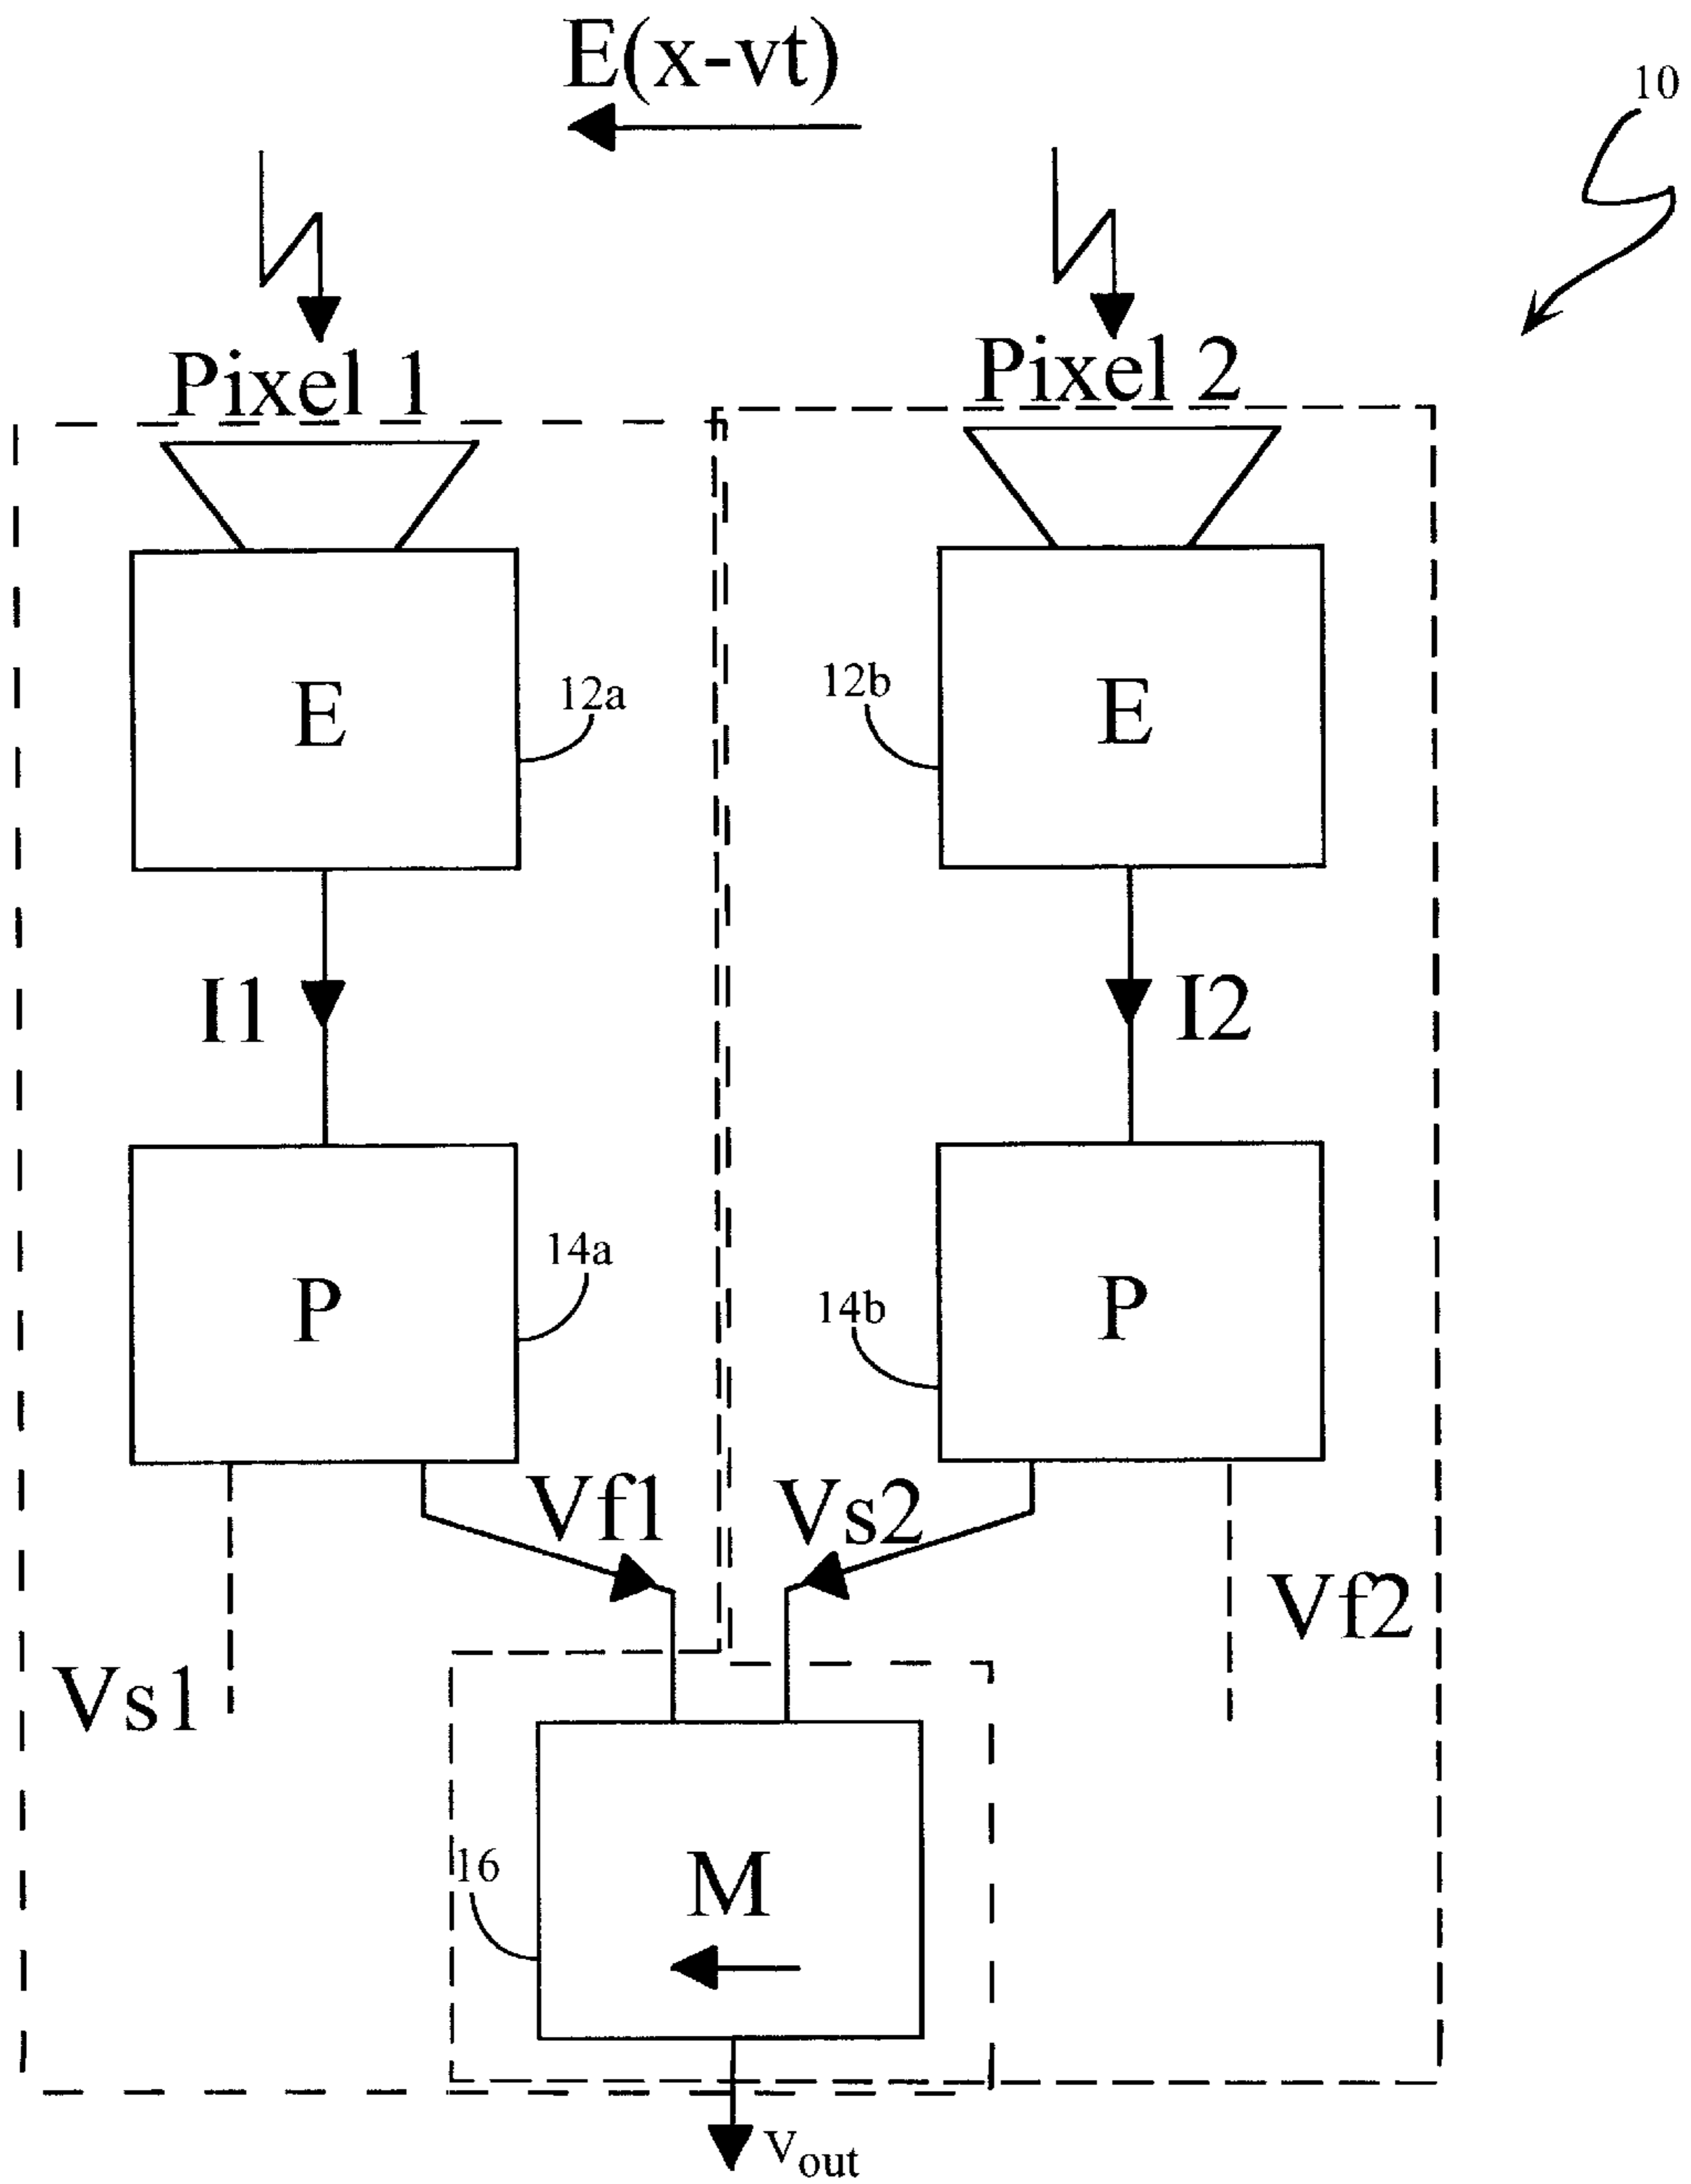 E(x-vt)
10
Pixel 1
Pixel 2
E
12a
12b
E
I1
I2
P
14a
14b
P
Vf1
Vs2
Vs1
Vf2
16
M
Vout